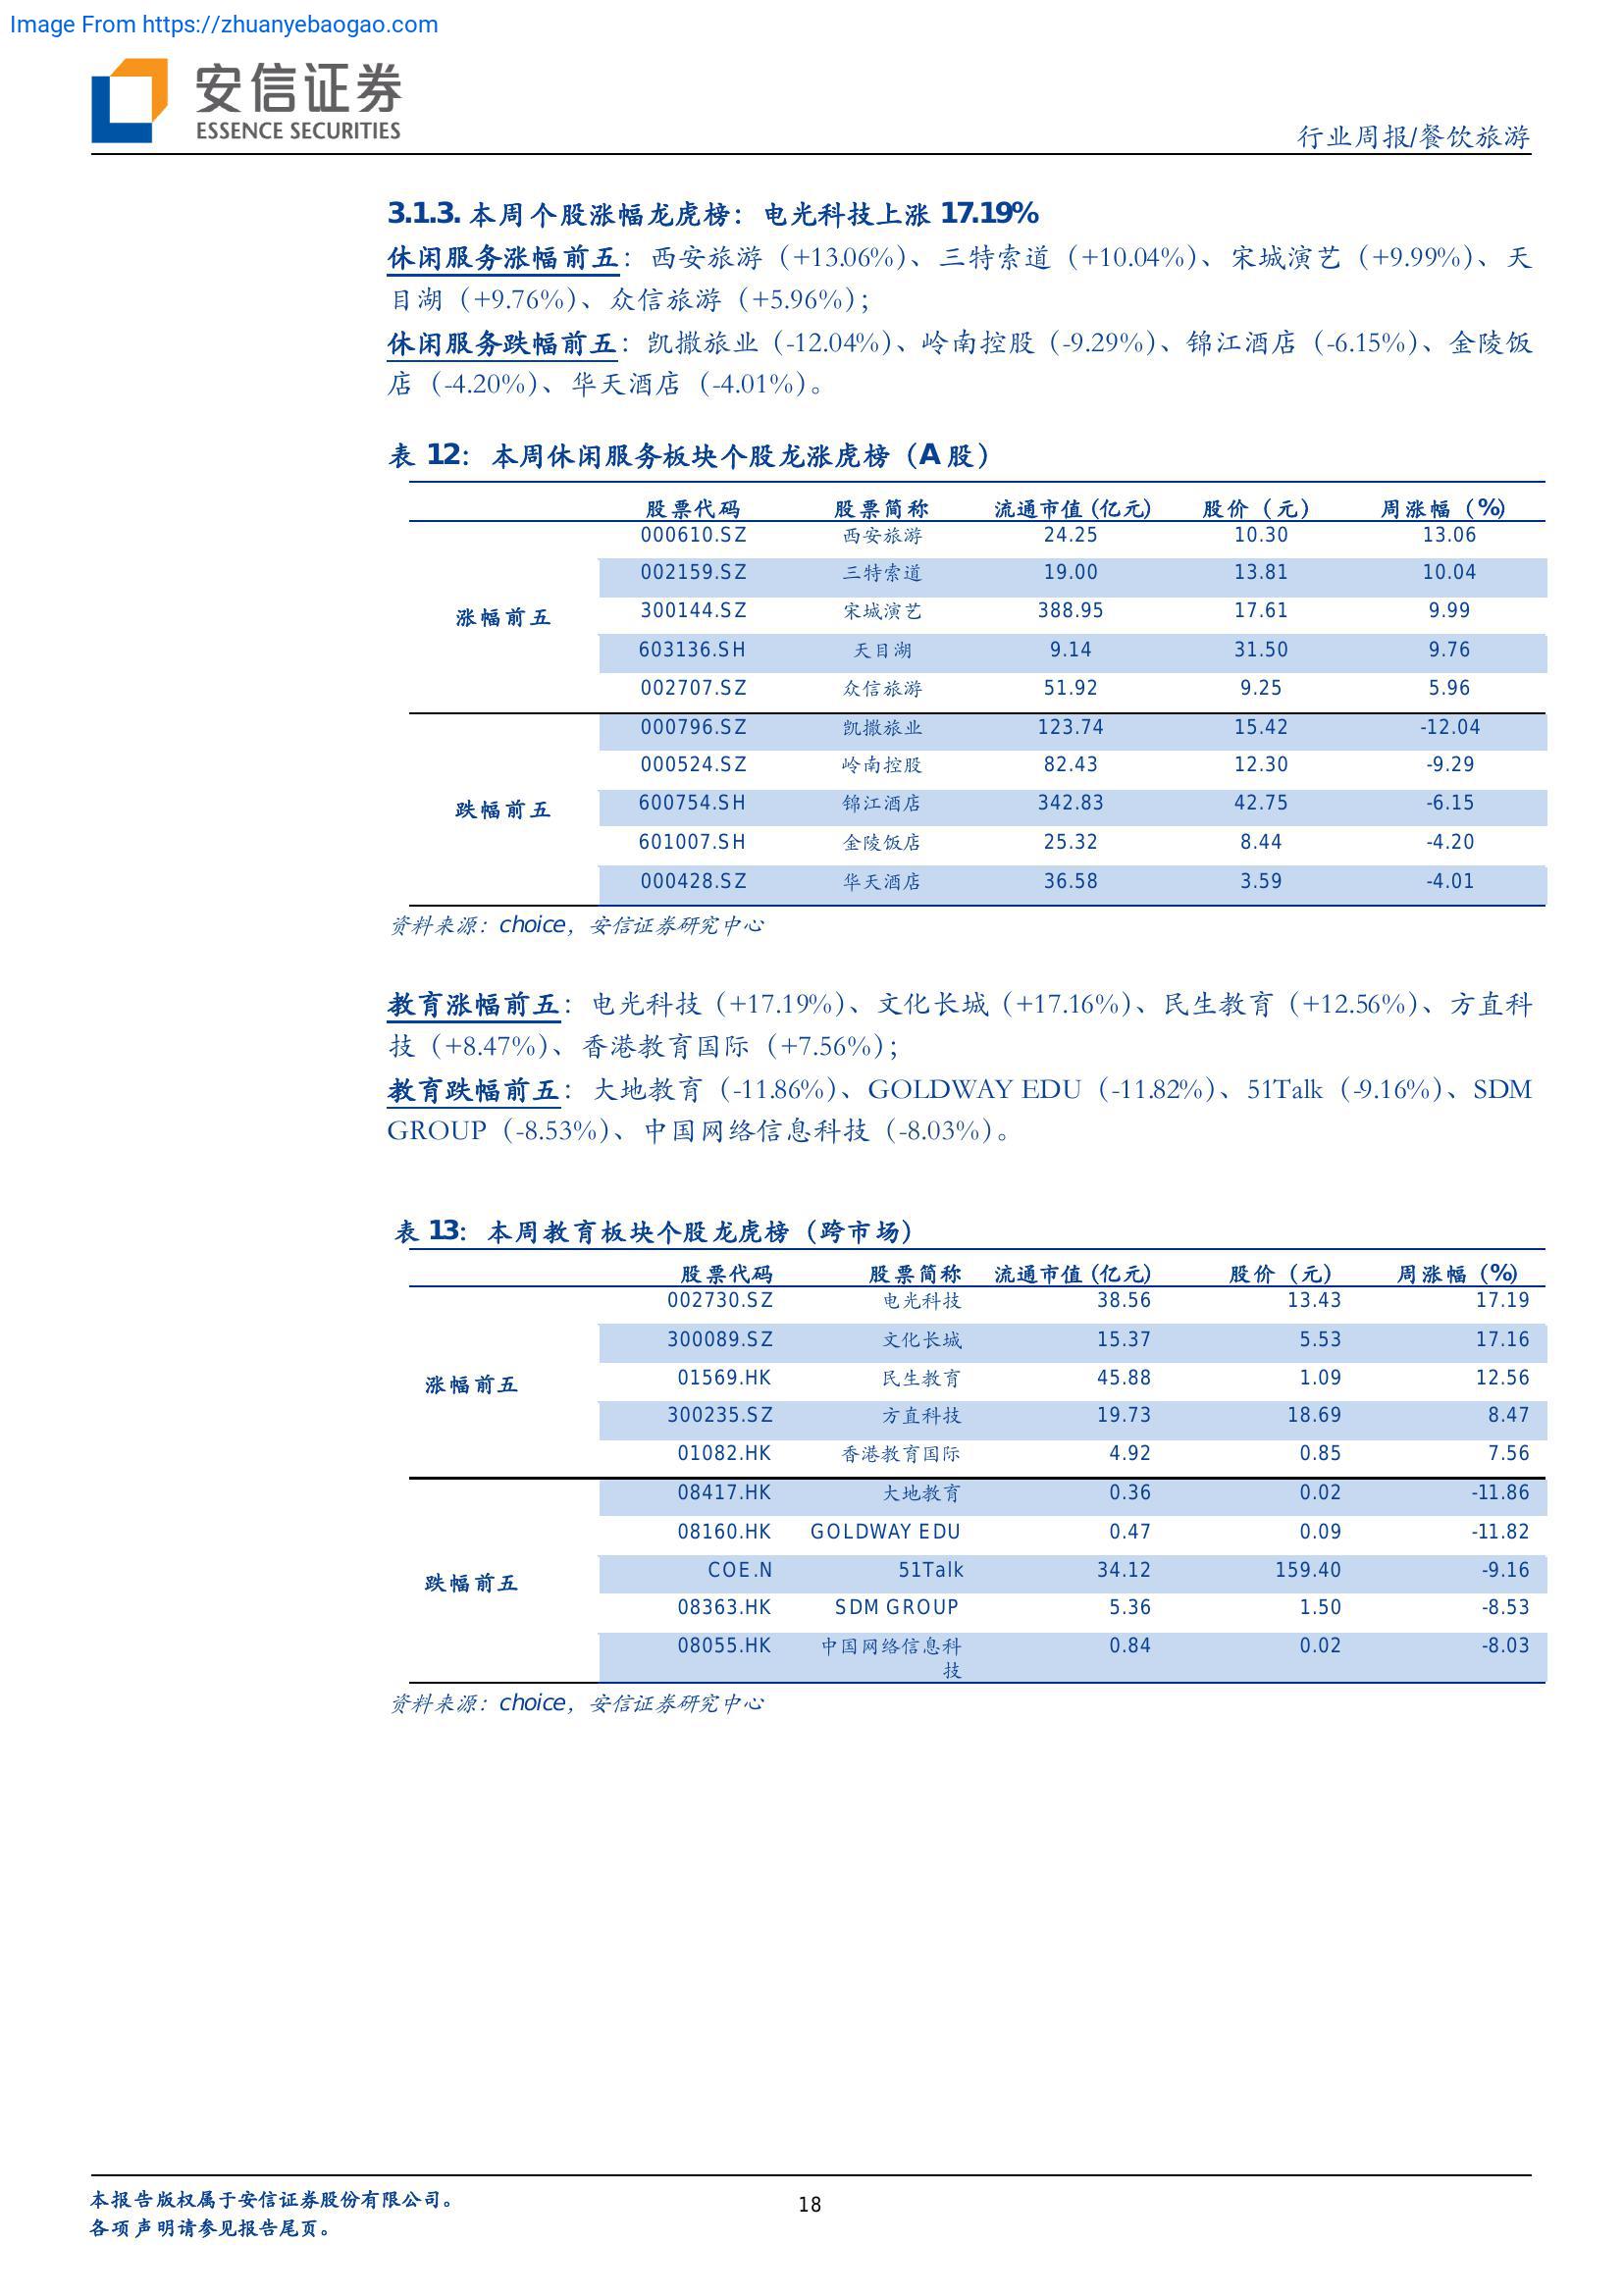 Image From https://zhuanyebaogao.com
安信证券
ESSENCE SECURITIES
行业周报/餐饮旅游
3.1.3. 本周个股涨幅龙虎榜：电光科技上涨 17.19%
休闲服务涨幅前五：西安旅游（+13.06%）、三特索道（+10.04%）、宋城演艺（+9.99%）、天
目湖（+9.76%）、众信旅游（+5.96%）；
休闲服务跌幅前五：凯撒旅业（-12.04%）、岭南控股（-9.29%）、锦江酒店（-6.15%）、金陵饭
店（-4.20%）、华天酒店（-4.01%）。
表 12：本周休闲服务板块个股龙涨虎榜（A 股）
股票代码 股票简称 流通市值(亿元) 股价（元） 周涨幅（%)
000610.SZ 西安旅游 24.25 10.30 13.06
002159.SZ 三特索道 19.00 13.81 10.04
涨幅前五 300144.SZ 宋城演艺 388.95 17.61 9.99
603136.SH 天目湖 9.14 31.50 9.76
002707.SZ 众信旅游 51.92 9.25 5.96
000796.SZ 凯撒旅业 123.74 15.42 -12.04
000524.SZ 岭南控股 82.43 12.30 -9.29
跌幅前五 600754.SH 锦江酒店 342.83 42.75 -6.15
601007.SH 金陵饭店 25.32 8.44 -4.20
000428.SZ 华天酒店 36.58 3.59 -4.01
资料来源：choice，安信证券研究中心
教育涨幅前五：电光科技（+17.19%）、文化长城（+17.16%）、民生教育（+12.56%）、方直科
技（+8.47%）、香港教育国际（+7.56%）；
教育跌幅前五：大地教育（-11.86%）、GOLDWAY EDU（-11.82%）、51Talk（-9.16%）、SDM
GROUP（-8.53%）、中国网络信息科技（-8.03%）。
表 13：本周教育板块个股龙虎榜（跨市场）
股票代码 股票简称 流通市值(亿元) 股价（元） 周涨幅（%)
002730.SZ 电光科技 38.56 13.43 17.19
300089.SZ 文化长城 15.37 5.53 17.16
涨幅前五 01569.HK 民生教育 45.88 1.09 12.56
300235.SZ 方直科技 19.73 18.69 8.47
01082.HK 香港教育国际 4.92 0.85 7.56
08417.HK 大地教育 0.36 0.02 -11.86
08160.HK GOLDWAY EDU 0.47 0.09 -11.82
跌幅前五 COE.N 51Talk 34.12 159.40 -9.16
08363.HK SDM GROUP 5.36 1.50 -8.53
08055.HK 中国网络信息科 0.84 0.02 -8.03
技
资料来源：choice，安信证券研究中心
本报告版权属于安信证券股份有限公司。
18
各项声明请参见报告尾页。